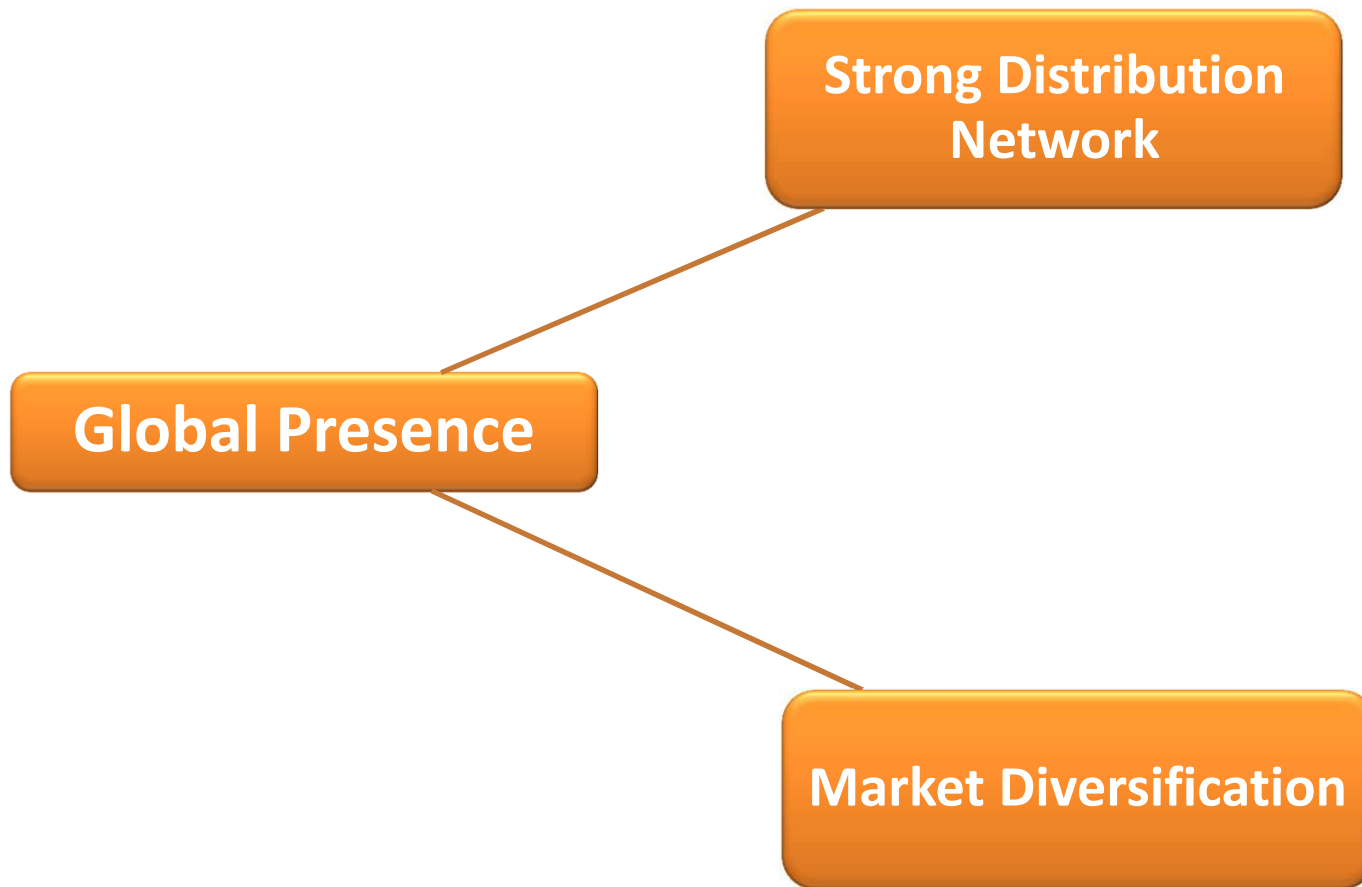 Strong Distribution
Network
Global Presence
Market Diversification